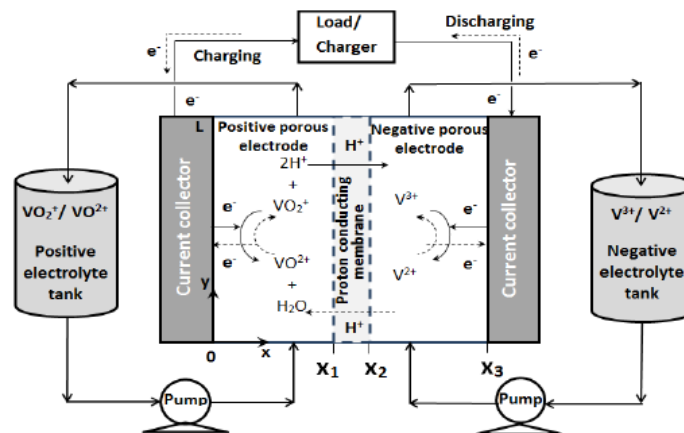 Load/
Charger
Discharging
Charging
e⁻
e⁻
e⁻
e⁻
Current collector
L
Positive porous
electrode
H⁺
Negative porous
electrode
2H⁺
+
VO₂⁺
VO²⁺
+
H₂O
e⁻
e⁻
Proton conducting
membrane
H⁺
V³⁺
V²⁺
e⁻
e⁻
Current collector
VO₂⁺/ VO²⁺
Positive
electrolyte
tank
V³⁺/ V²⁺
Negative
electrolyte
tank
y
0
x
X₁
X₂
X₃
Pump
Pump